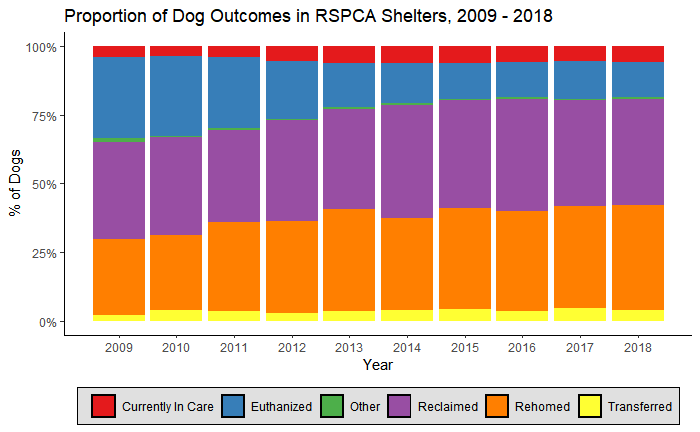 Proportion of Dog Outcomes in RSPCA Shelters, 2009 - 2018
100%
75%
50%
25%
0%
% of Dogs
2009 2010 2011 2012 2013 2014 2015 2016 2017 2018
Year
Currently In Care Euthanized Other Reclaimed Rehomed Transferred